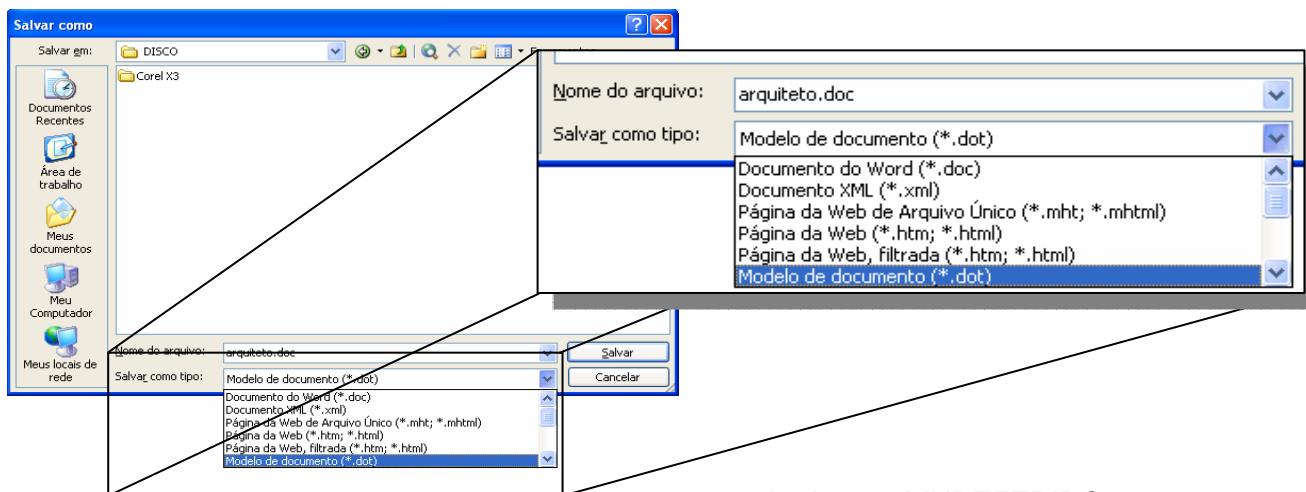 Salvar como
Salvar em:
DISCO
Corel X3
Documentos Recentes
Área de trabalho
Meus documentos
Meu Computador
Meus locais de rede
Nome do arquivo:
arquiteto.doc
Salvar
Salvar como tipo:
Modelo de documento (*.dot)
Cancelar
Documento do Word (*.doc)
Documento XML (*.xml)
Página da Web de Arquivo Único (*.mht; *.mhtml)
Página da Web (*.htm; *.html)
Página da Web, filtrada (*.htm; *.html)
Modelo de documento (*.dot)
Nome do arquivo:
arquiteto.doc
Salvar como tipo:
Modelo de documento (*.dot)
Documento do Word (*.doc)
Documento XML (*.xml)
Página da Web de Arquivo Único (*.mht; *.mhtml)
Página da Web (*.htm; *.html)
Página da Web, filtrada (*.htm; *.html)
Modelo de documento (*.dot)